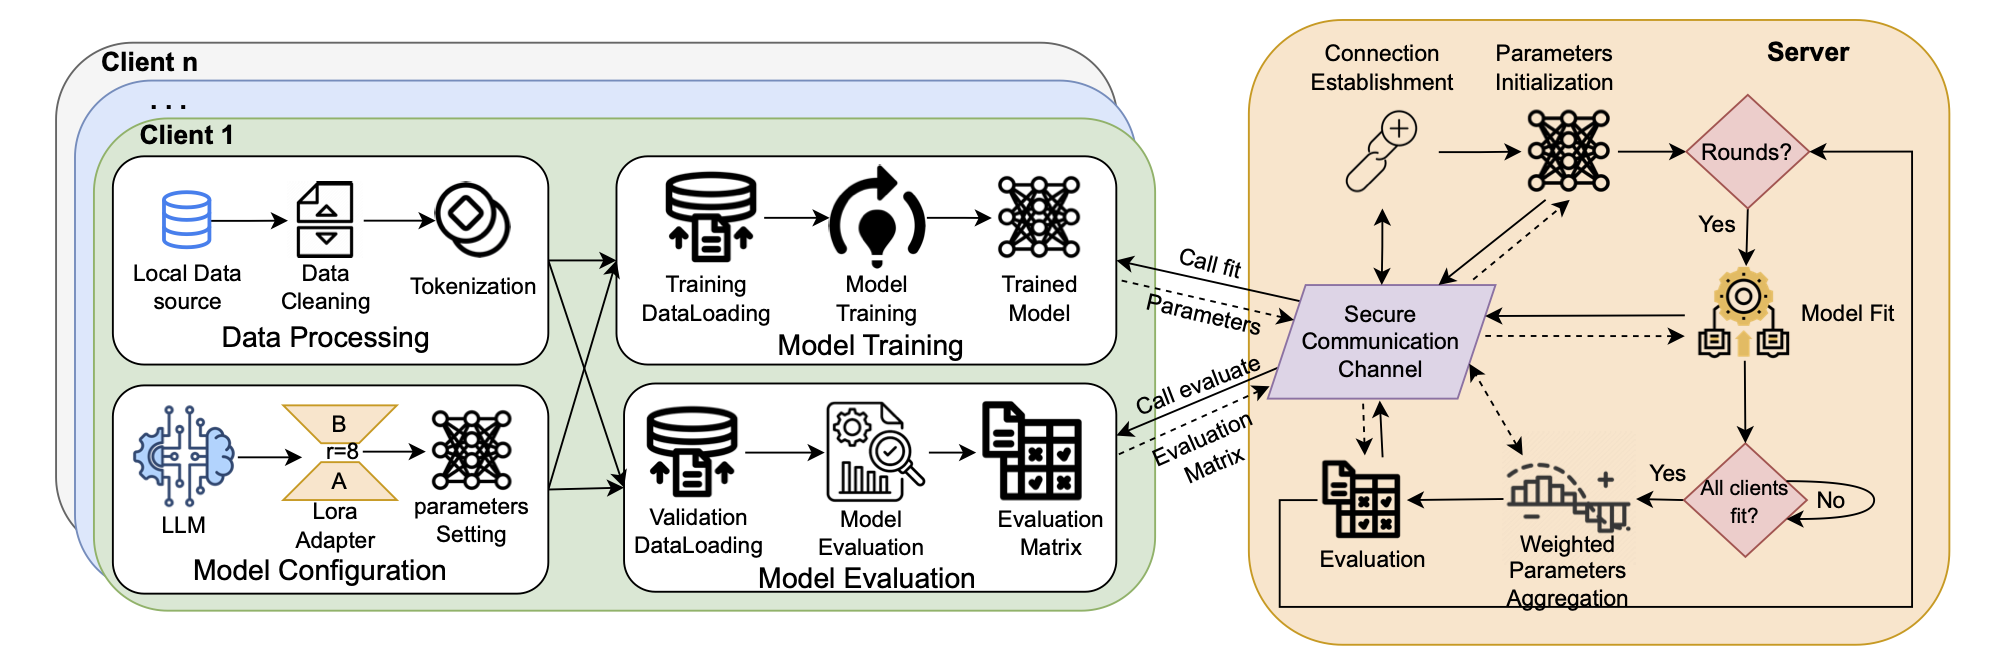 Client n
. . .
Client 1
Local Data
source
Data
Cleaning
Tokenization
Data Processing
Training
DataLoading
Model
Training
Trained
Model
Model Training
LLM
B
r=8
A
Lora
Adapter
parameters
Setting
Model Configuration
Validation
DataLoading
Model
Evaluation
Evaluation
Matrix
Model Evaluation
Call fit
Parameters
Call evaluate
Evaluation
Matrix
Server
Connection
Establishment
Parameters
Initialization
Rounds?
Yes
Secure
Communication
Channel
Model Fit
All clients
fit?
No
Yes
Weighted
Parameters
Aggregation
Evaluation